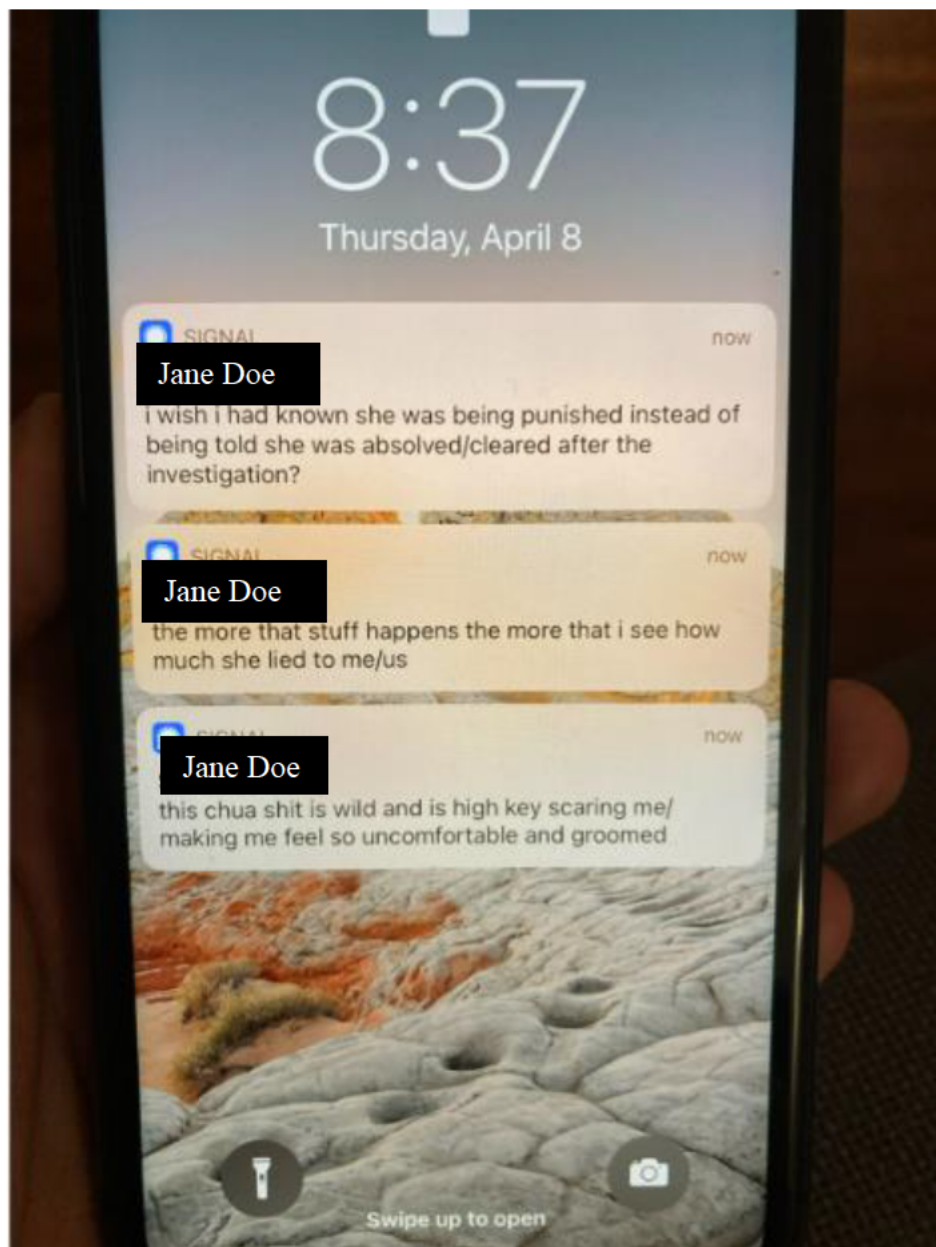 8:37
Thursday, April 8
SIGNAL
now
Jane Doe
i wish i had known she was being punished instead of
being told she was absolved/cleared after the
investigation?
SIGNAL
now
Jane Doe
the more that stuff happens the more that i see how
much she lied to me/us
SIGNAL
now
Jane Doe
this chua shit is wild and is high key scaring me/
making me feel so uncomfortable and groomed
Swipe up to open